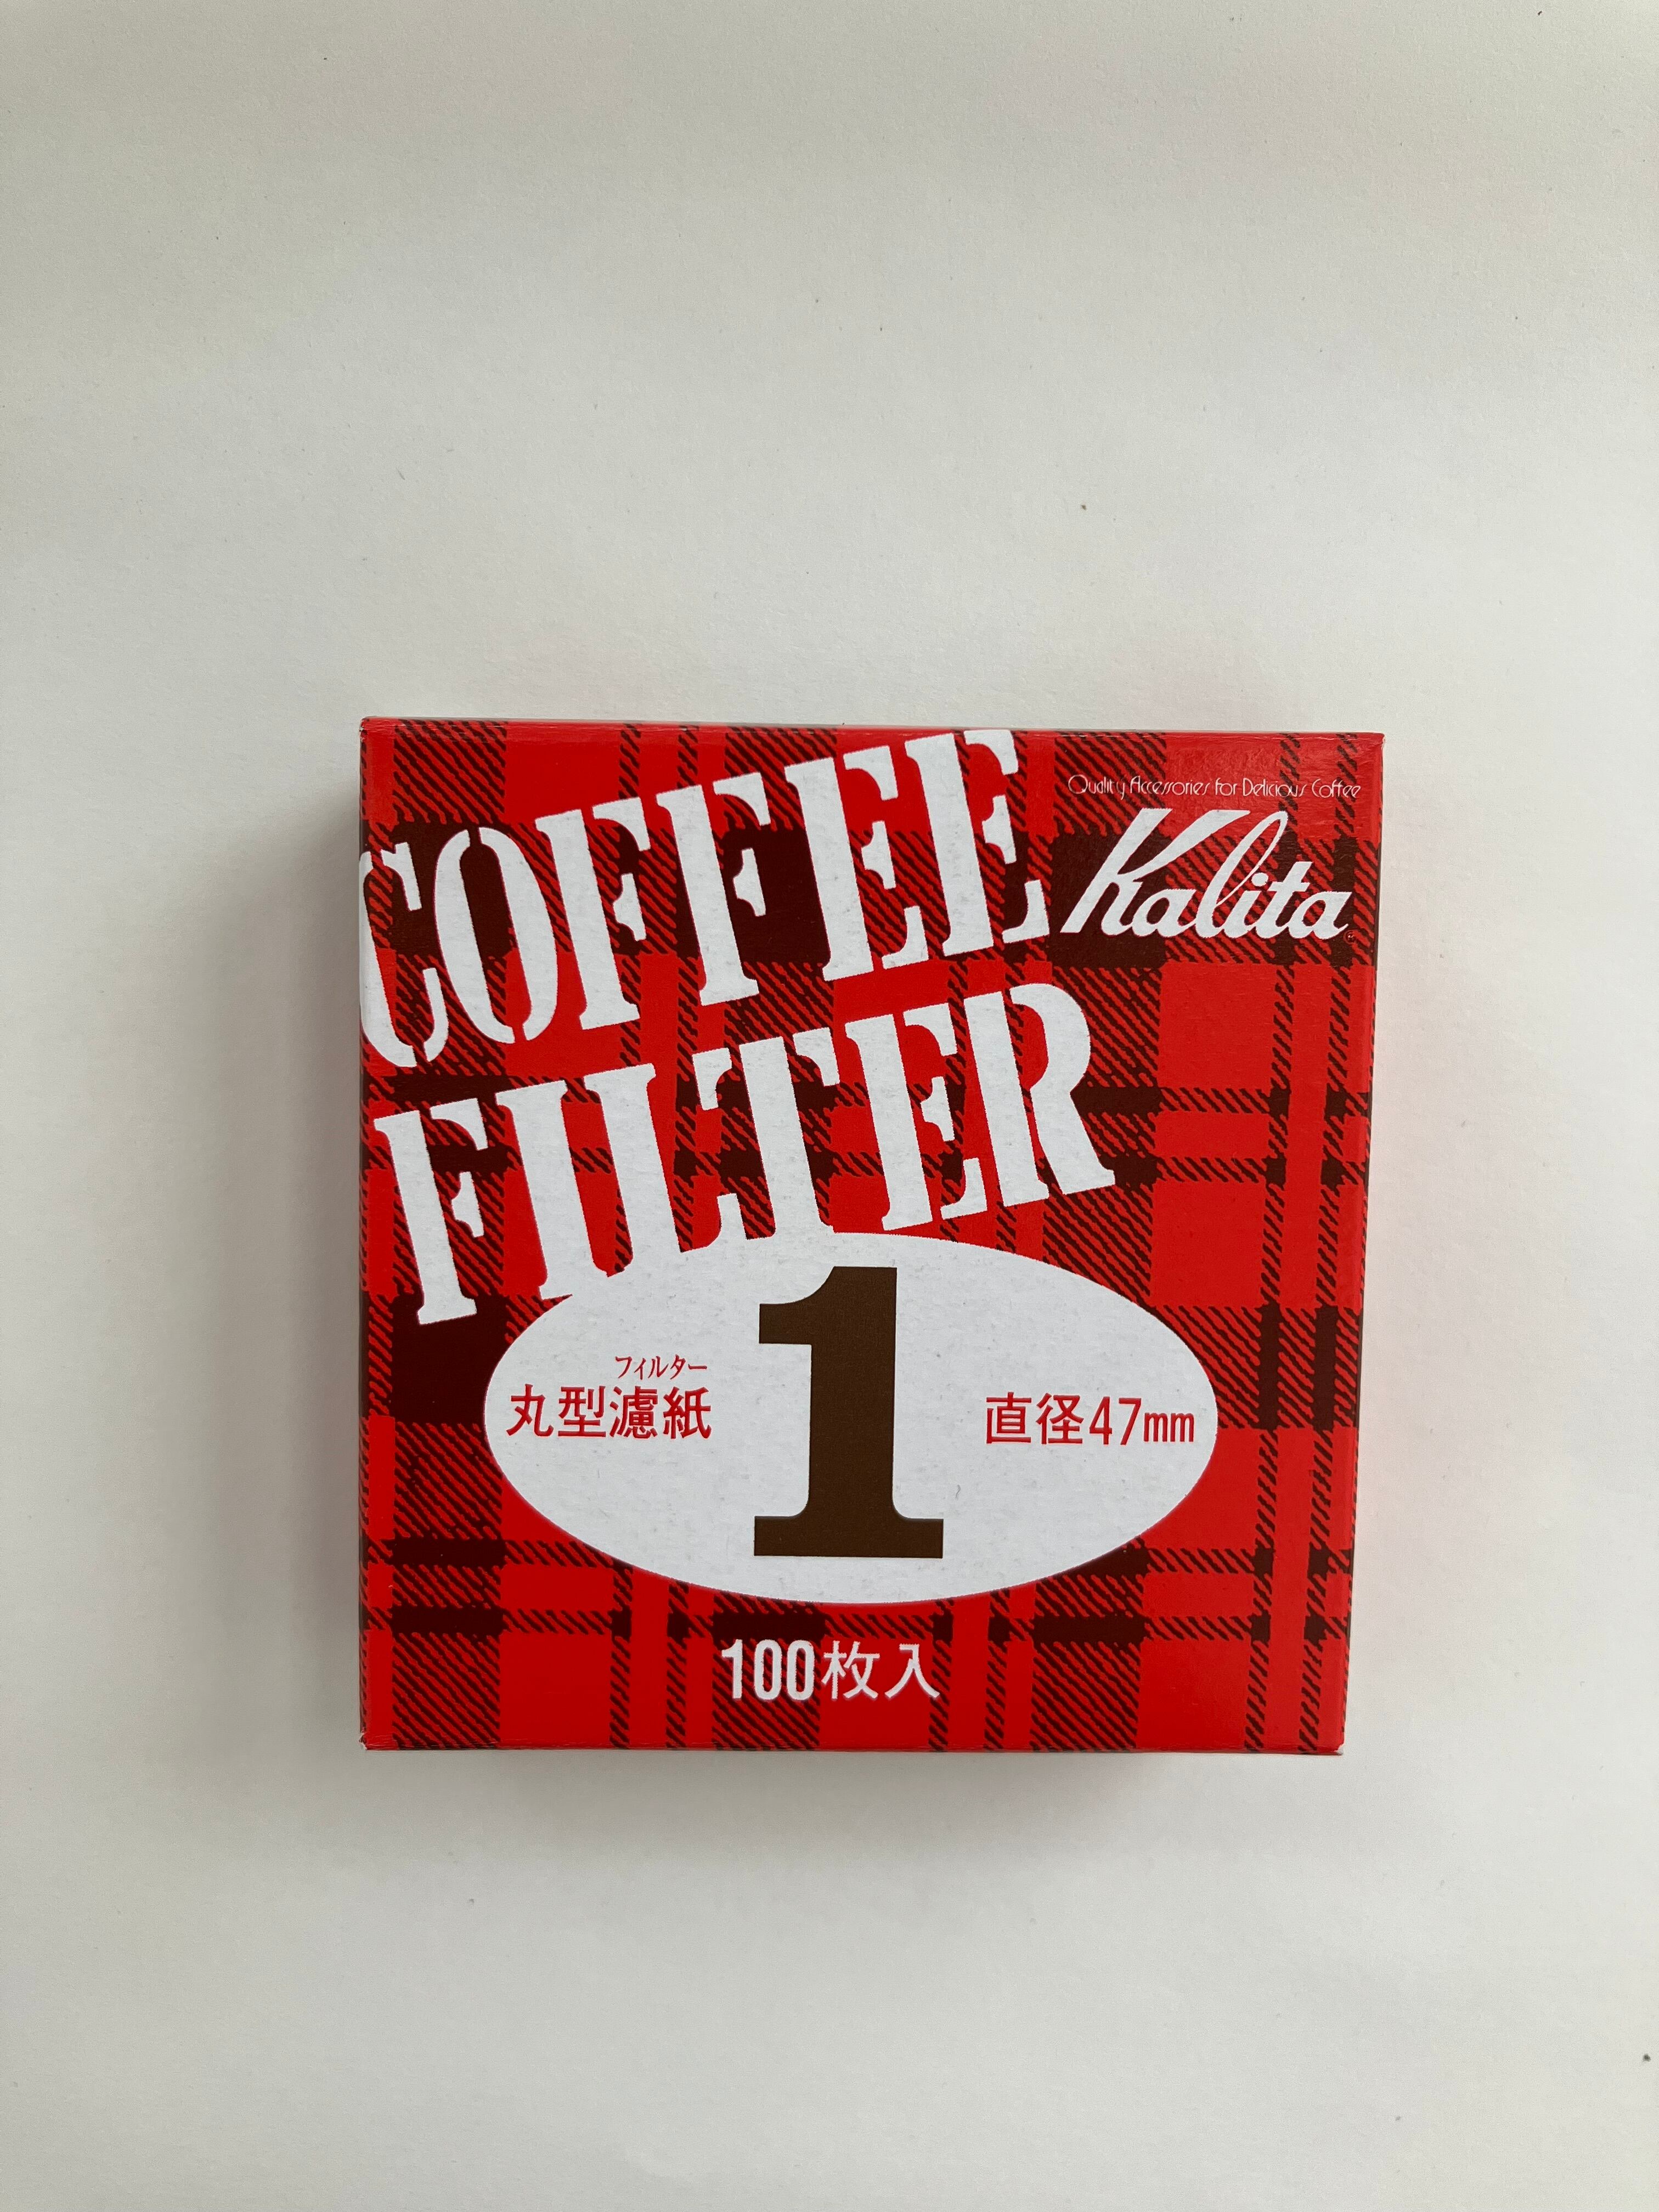 Quality Accessories for Delicious Coffee
Kalita
COFFEE
FILTER
1
フィルター
丸型濾紙
直径47mm
100枚入